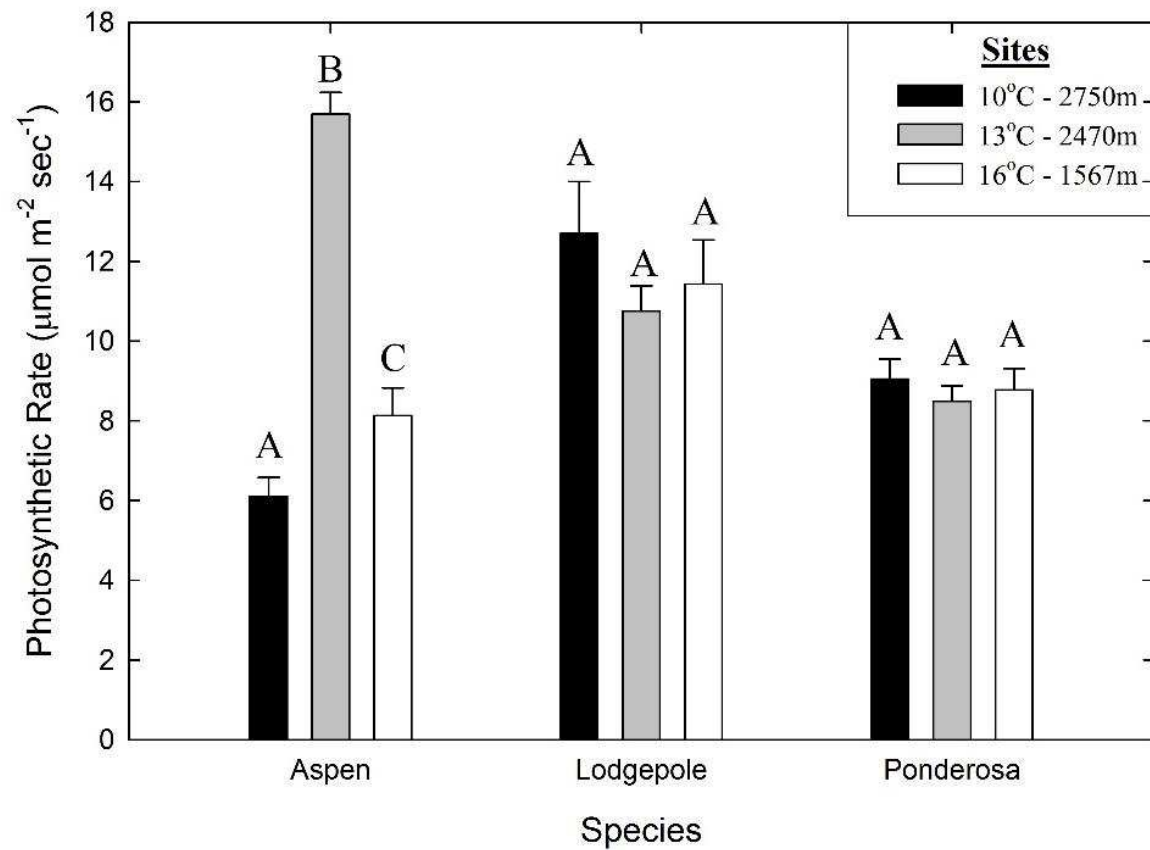 Photosynthetic Rate (μmol m⁻² sec⁻¹)
18
16
14
12
10
8
6
4
2
0
A
B
C
A
A
A
A
A
A
Sites
10°C - 2750m
13°C - 2470m
16°C - 1567m
Aspen
Lodgepole
Ponderosa
Species